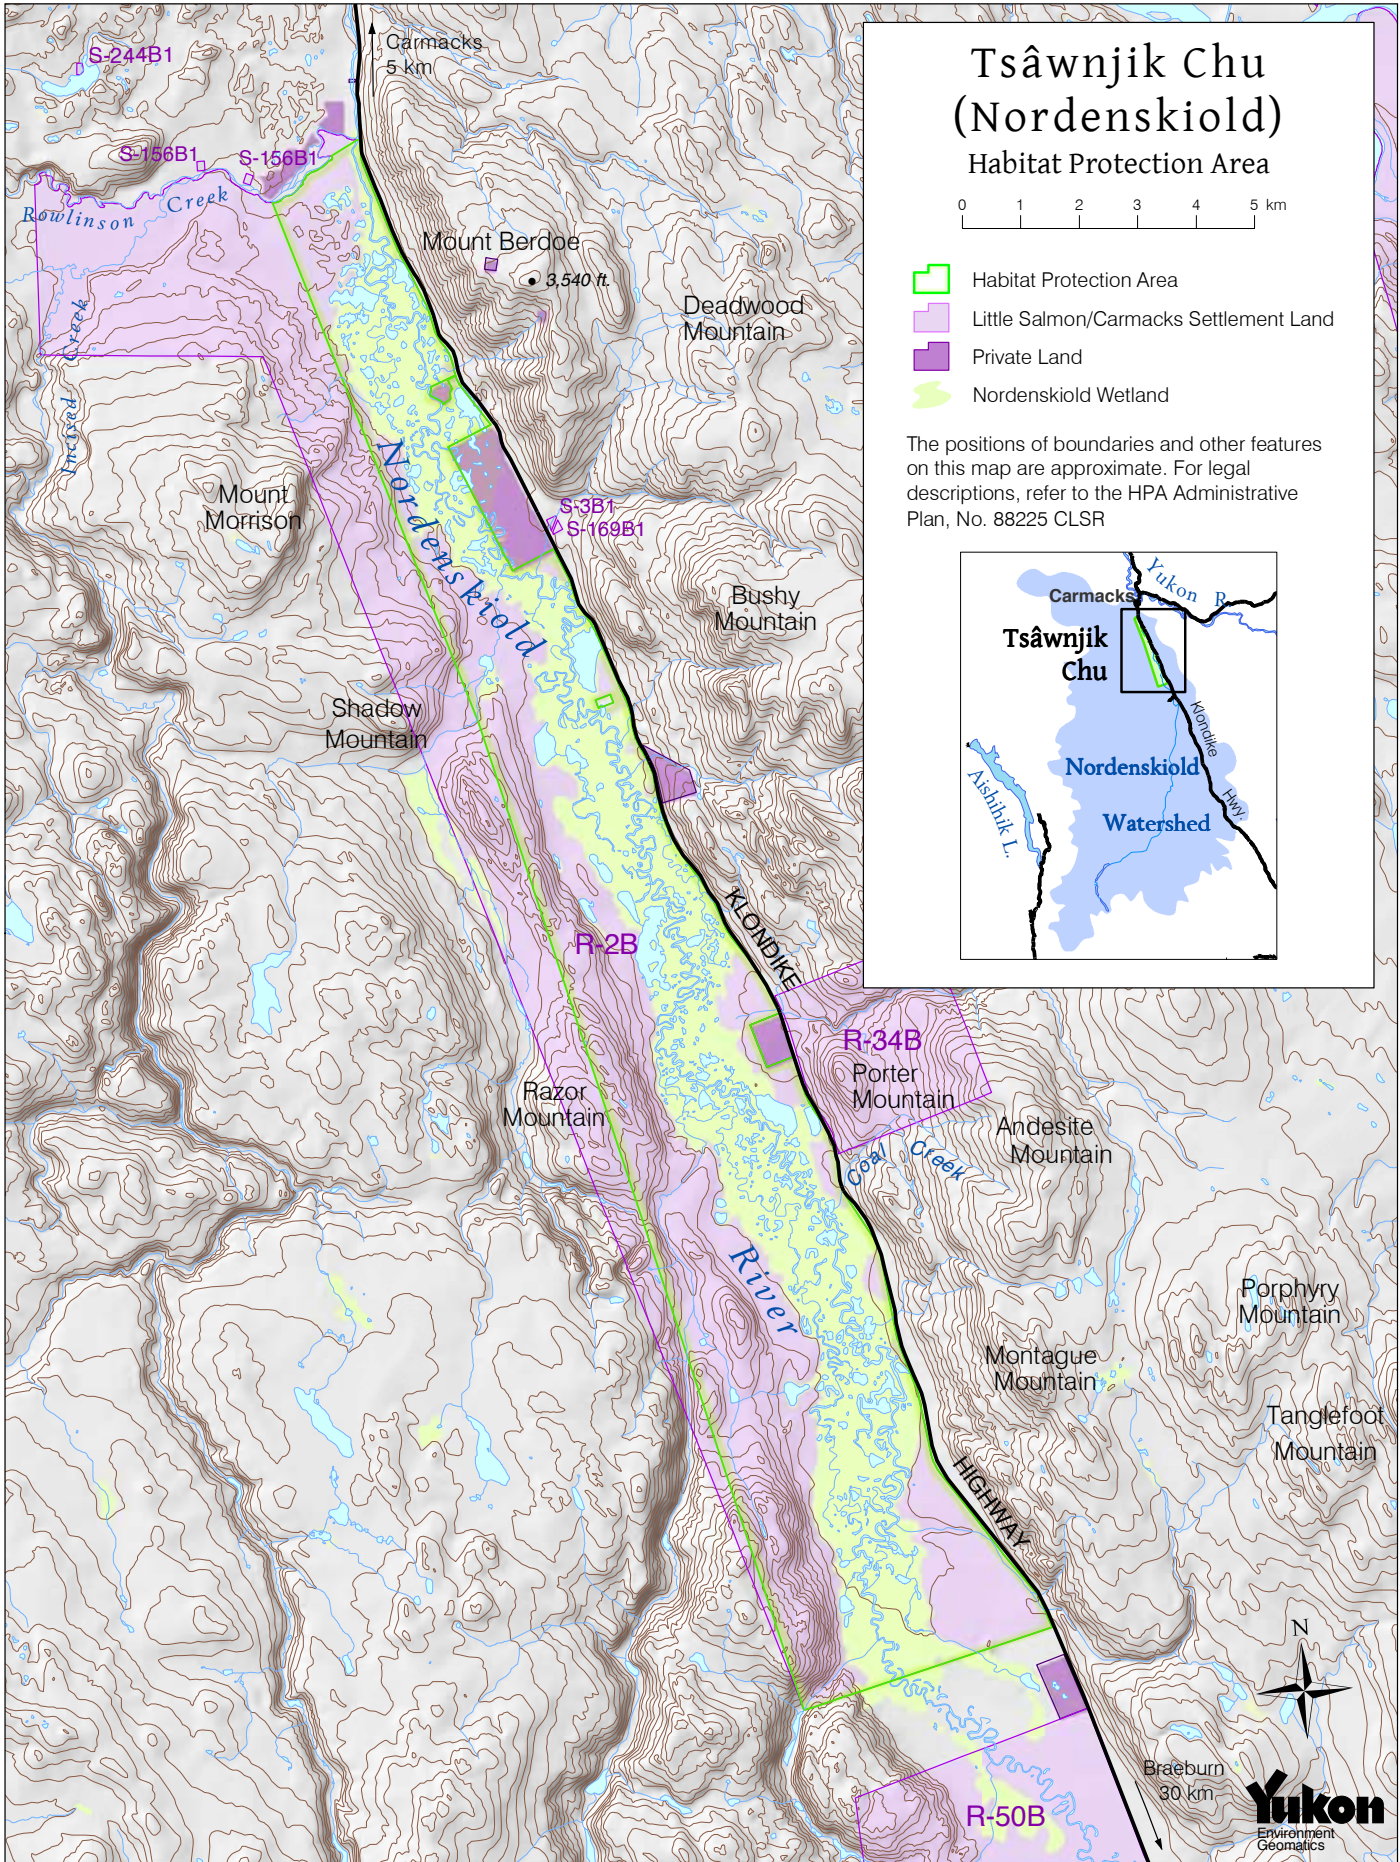 Tsâwnjik Chu
(Nordenskiold)
Habitat Protection Area
0 1 2 3 4 5 km
Habitat Protection Area
Little Salmon/Carmacks Settlement Land
Private Land
Nordenskiold Wetland
The positions of boundaries and other features
on this map are approximate. For legal
descriptions, refer to the HPA Administrative
Plan, No. 88225 CLSR
Yukon R.
Carmacks
Tsâwnjik
Chu
Klondike
Hwy.
Nordenskiold
Watershed
Aishihik L.
Carmacks
5 km
S-244B1
S-156B1
S-156B1
Rowlinson Creek
Mount Berdoe
3,540 ft.
Deadwood
Mountain
Incised Creek
Mount
Morrison
Nordenskiold
S-3B1
S-169B1
Bushy
Mountain
Shadow
Mountain
KLONDIKE
R-2B
R-34B
Porter
Mountain
Razor
Mountain
Andesite
Mountain
Coal Creek
River
Porphyry
Mountain
Montague
Mountain
Tanglefoot
Mountain
HIGHWAY
N
Braeburn
30 km
R-50B
Yukon
Environment
Geomatics